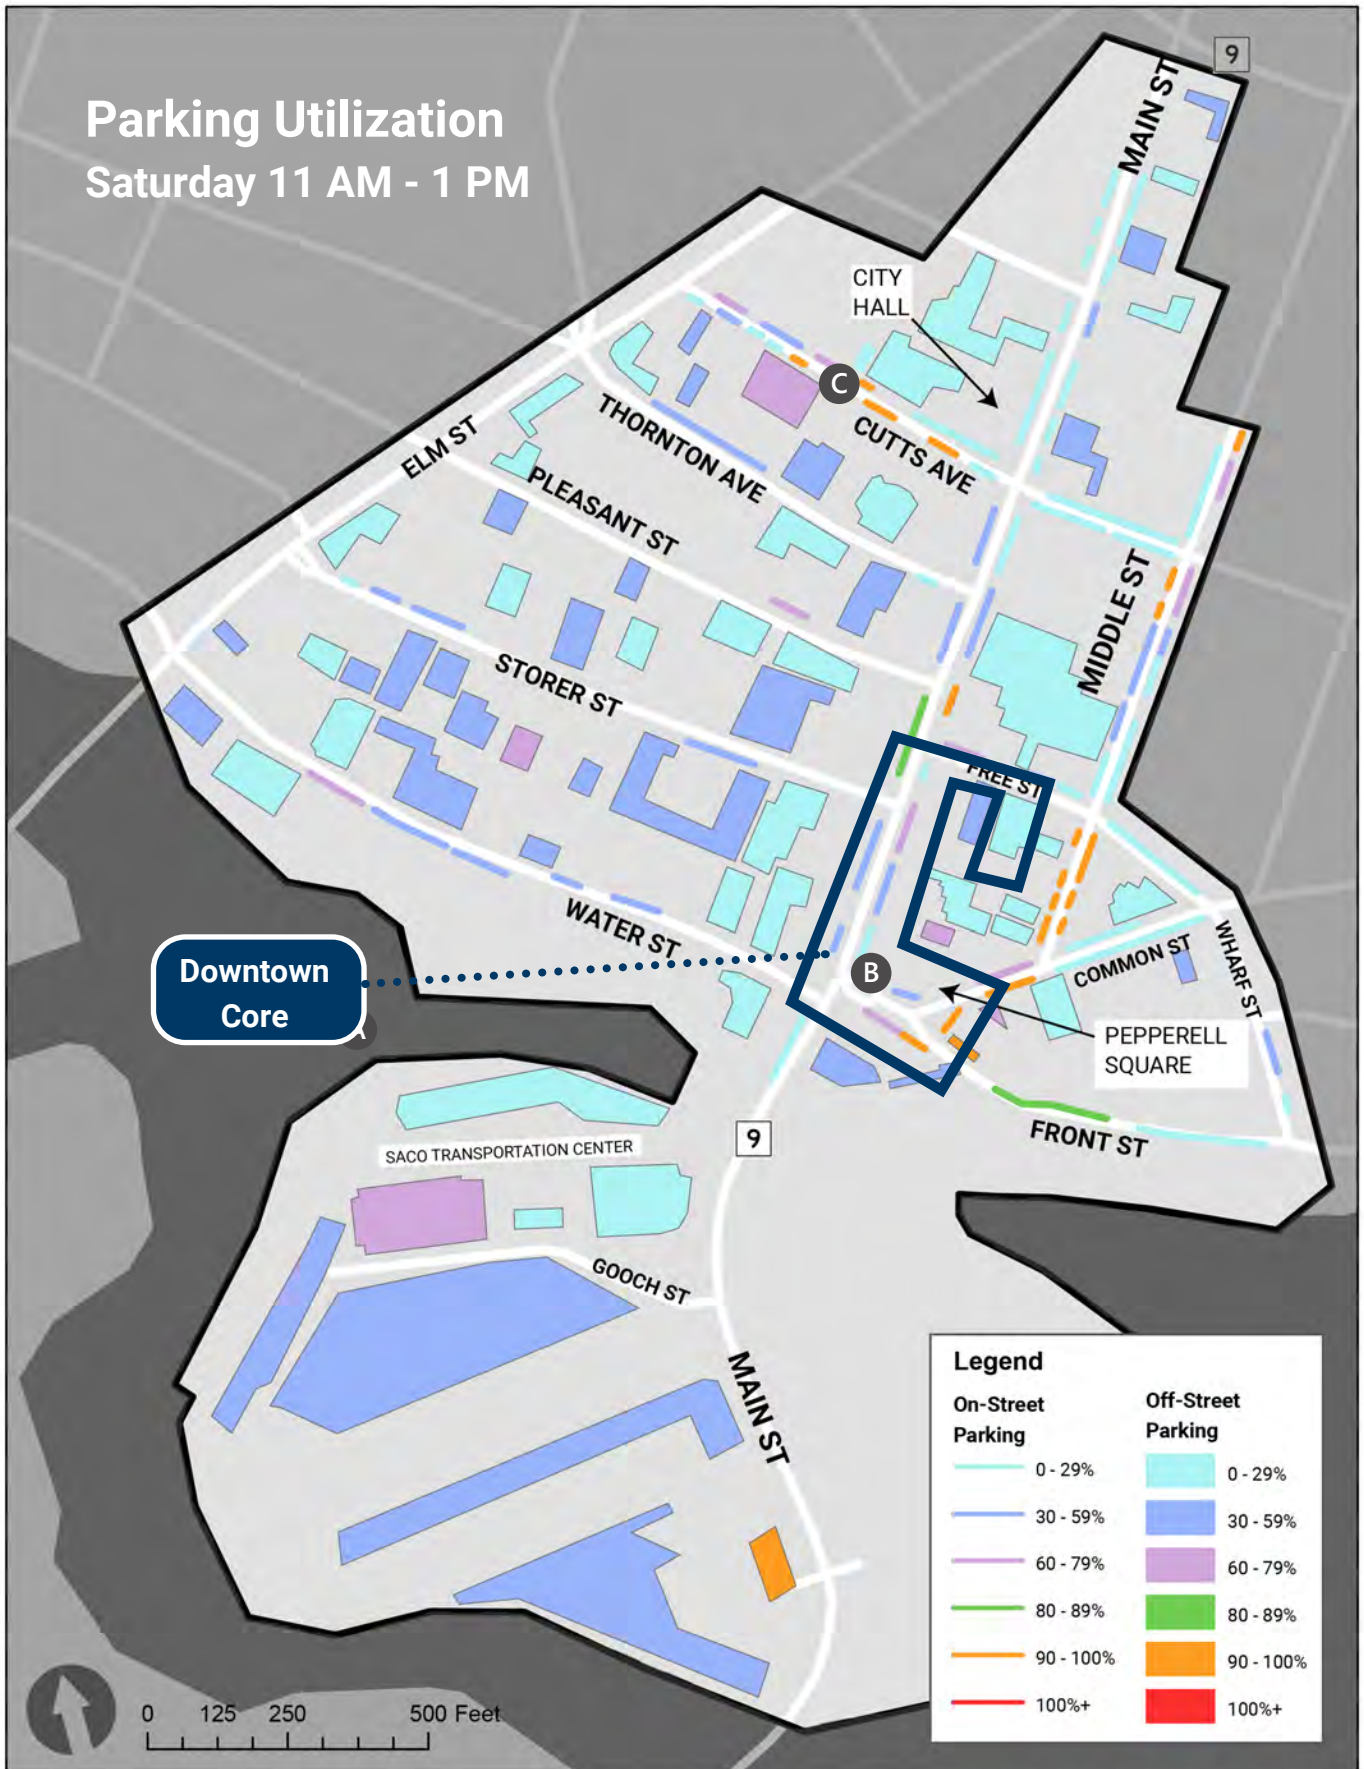 Parking Utilization
Saturday 11 AM - 1 PM
9
MAIN ST
CITY
HALL
C
CUTTS AVE
THORNTON AVE
ELM ST
PLEASANT ST
MIDDLE ST
STORER ST
FREE ST
WATER ST
COMMON ST
WHARF ST
Downtown
Core
B
A
PEPPERELL
SQUARE
FRONT ST
9
SACO TRANSPORTATION CENTER
GOOCH ST
MAIN ST
Legend
On-Street
Parking
0 - 29%
30 - 59%
60 - 79%
80 - 89%
90 - 100%
100%+
Off-Street
Parking
0 - 29%
30 - 59%
60 - 79%
80 - 89%
90 - 100%
100%+
0 125 250 500 Feet